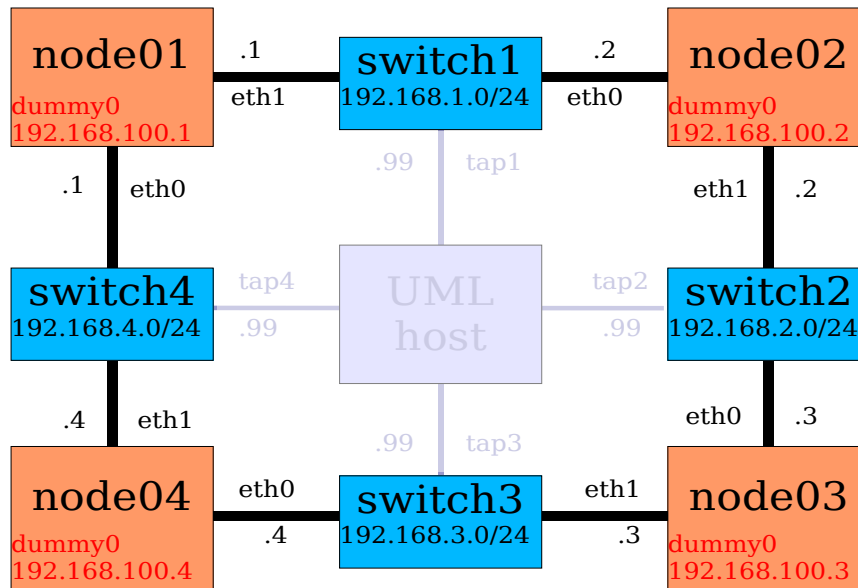 node01
dummy0
192.168.100.1
.1
eth1
switch1
192.168.1.0/24
.2
eth0
node02
dummy0
192.168.100.2
.1
eth0
.99
tap1
eth1
.2
switch4
192.168.4.0/24
tap4
.99
UML
host
tap2
.99
switch2
192.168.2.0/24
.4
eth1
.99
tap3
eth0
.3
node04
dummy0
192.168.100.4
eth0
.4
switch3
192.168.3.0/24
eth1
.3
node03
dummy0
192.168.100.3